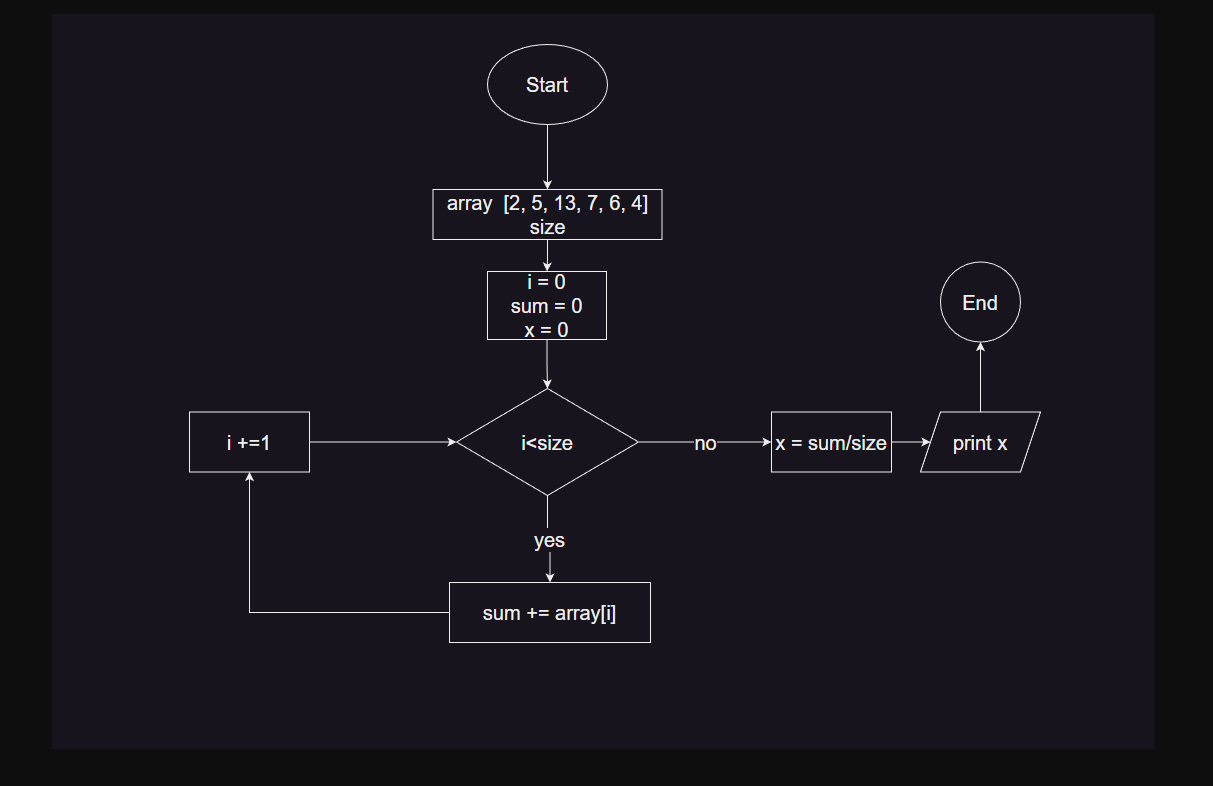 Start
array [2, 5, 13, 7, 6, 4]
size
i = 0
sum = 0
x = 0
End
i +=1
i<size
no
x = sum/size
print x
yes
sum += array[i]